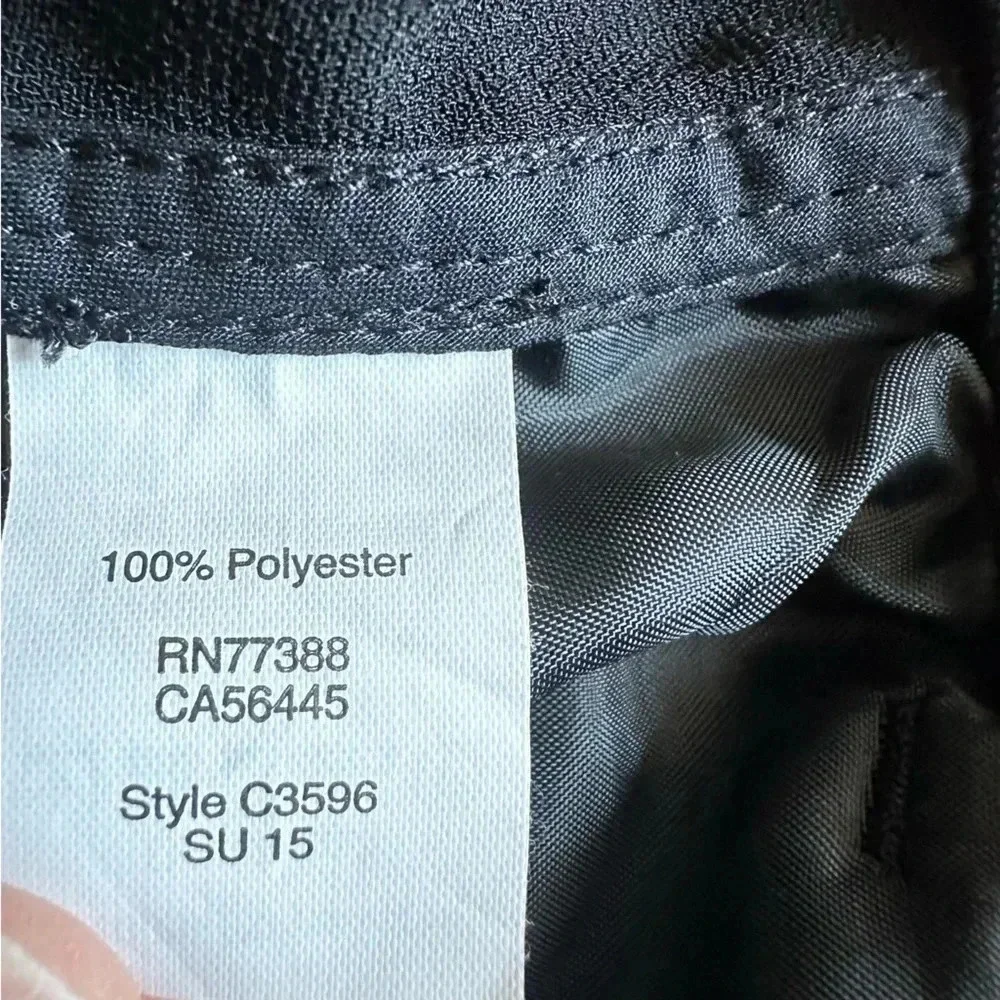 100% Polyester
RN77388
CA56445
Style C3596
SU 15